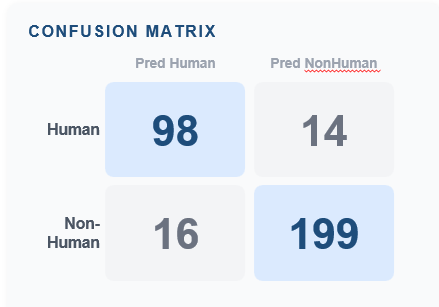 CONFUSION MATRIX
Pred Human Pred NonHuman
Human 98 14
Non-
Human 16 199